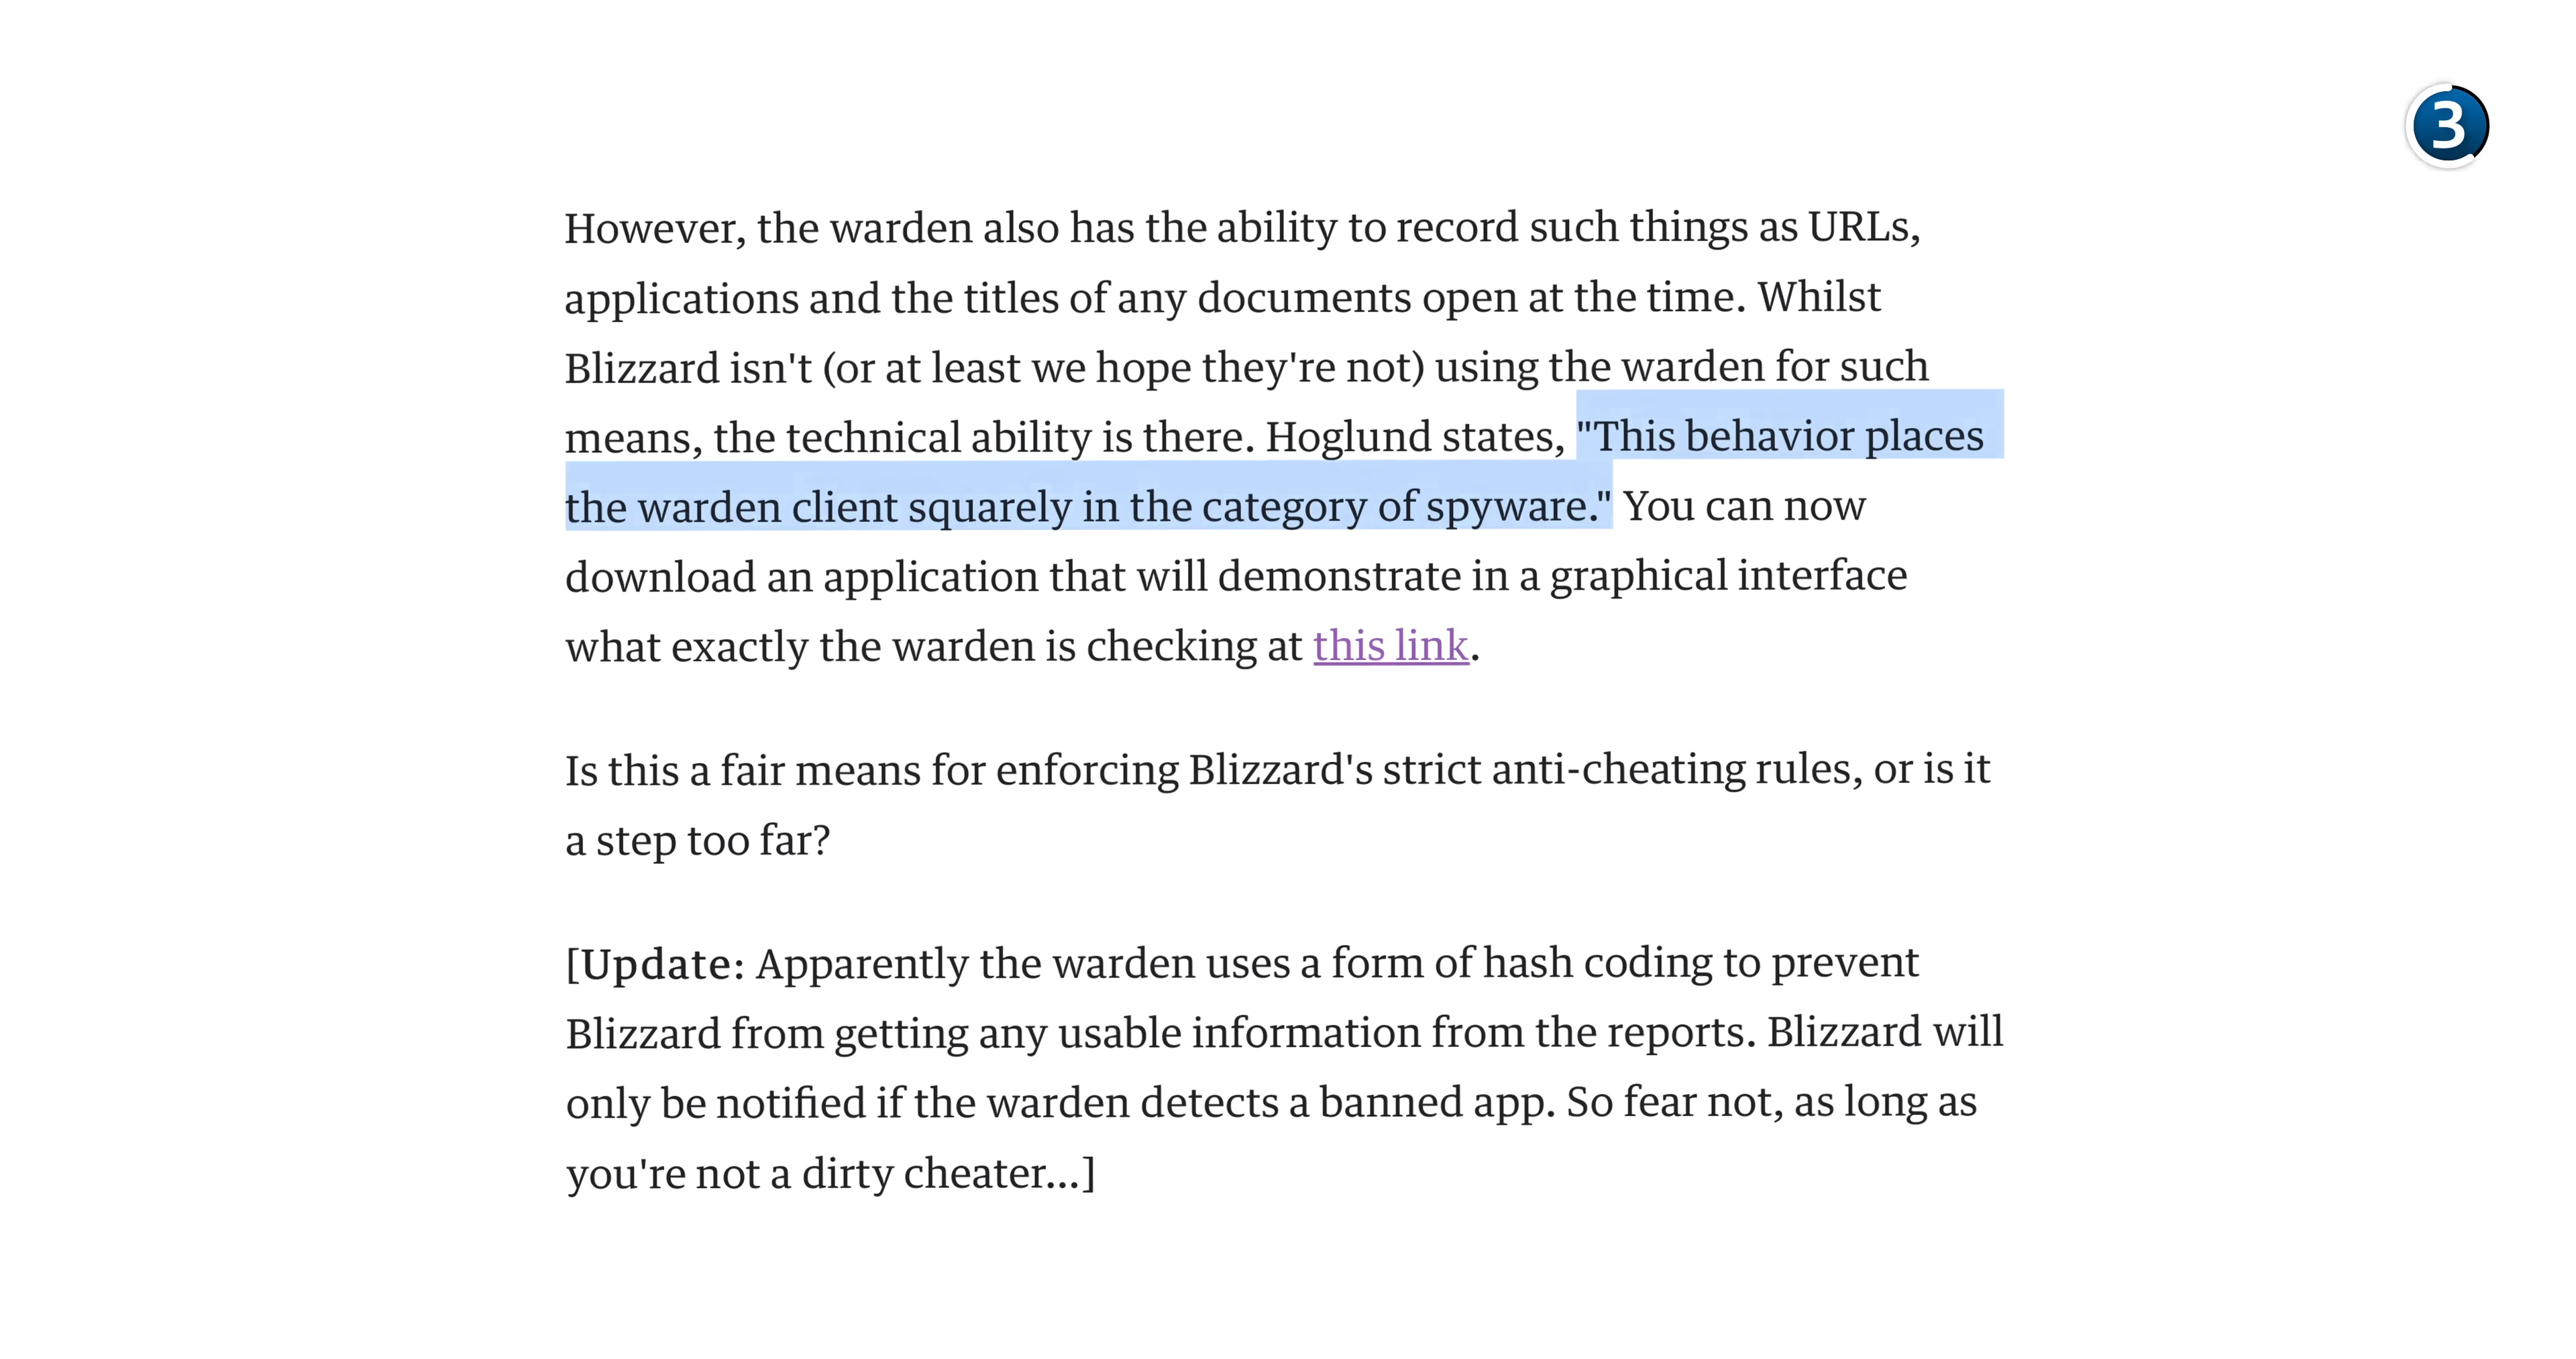 3
However, the warden also has the ability to record such things as URLs,
applications and the titles of any documents open at the time. Whilst
Blizzard isn't (or at least we hope they're not) using the warden for such
means, the technical ability is there. Hoglund states, "This behavior places
the warden client squarely in the category of spyware." You can now
download an application that will demonstrate in a graphical interface
what exactly the warden is checking at this link.
Is this a fair means for enforcing Blizzard's strict anti-cheating rules, or is it
a step too far?
[Update: Apparently the warden uses a form of hash coding to prevent
Blizzard from getting any usable information from the reports. Blizzard will
only be notified if the warden detects a banned app. So fear not, as long as
you're not a dirty cheater...]